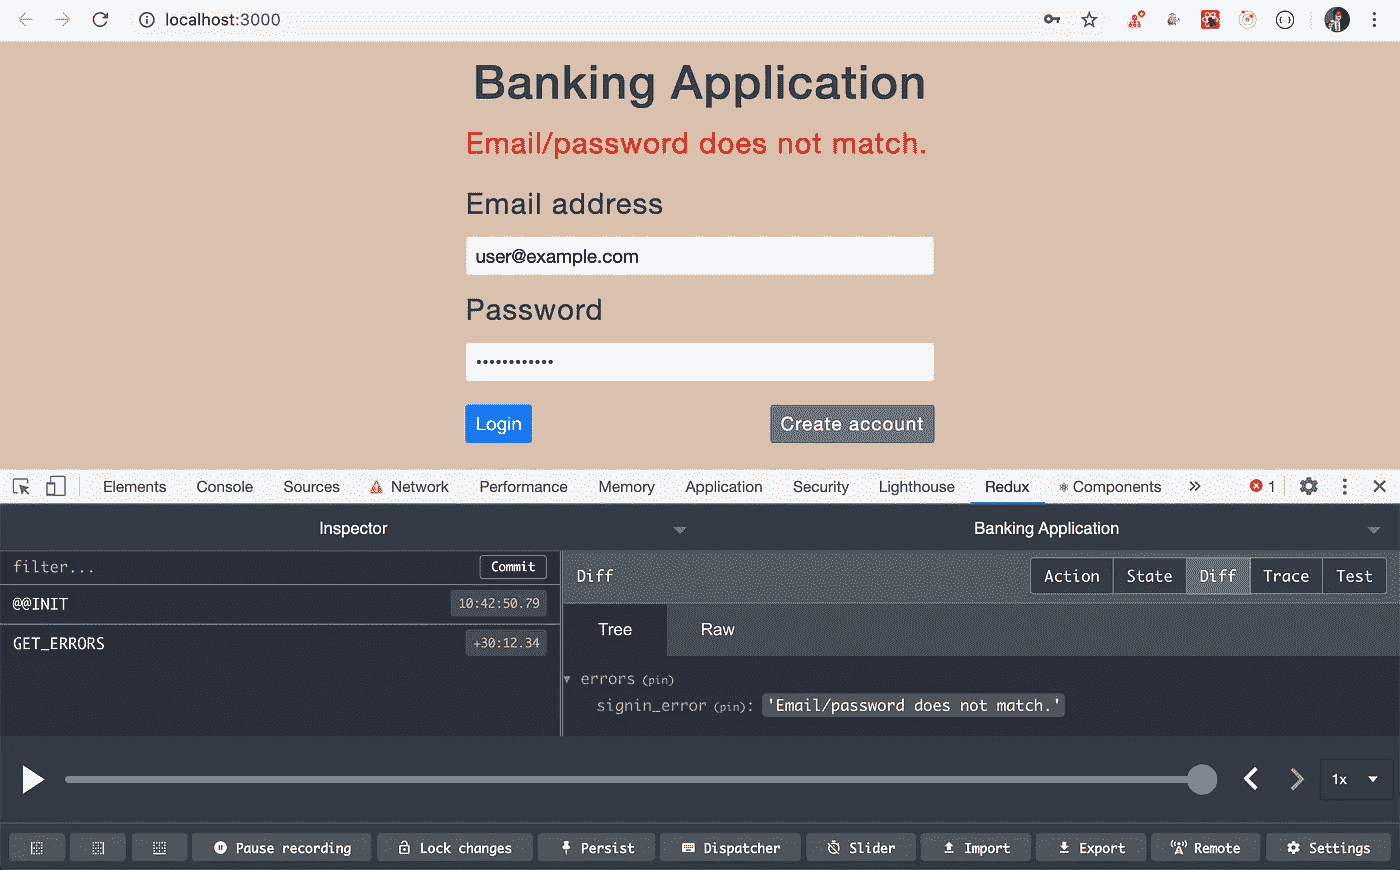 localhost:3000
Banking Application
Email/password does not match.
Email address
user@example.com
Password
••••••••••••
Login Create account
Elements Console Sources Network Performance Memory Application Security Lighthouse Redux Components » 1
Inspector Banking Application
filter... Commit
Diff Action State Diff Trace Test
@@INIT 10:42:50.79
Tree Raw
GET_ERRORS +30:12.34
errors (pin)
signin_error (pin): 'Email/password does not match.'
1x
Pause recording Lock changes Persist Dispatcher Slider Import Export Remote Settings